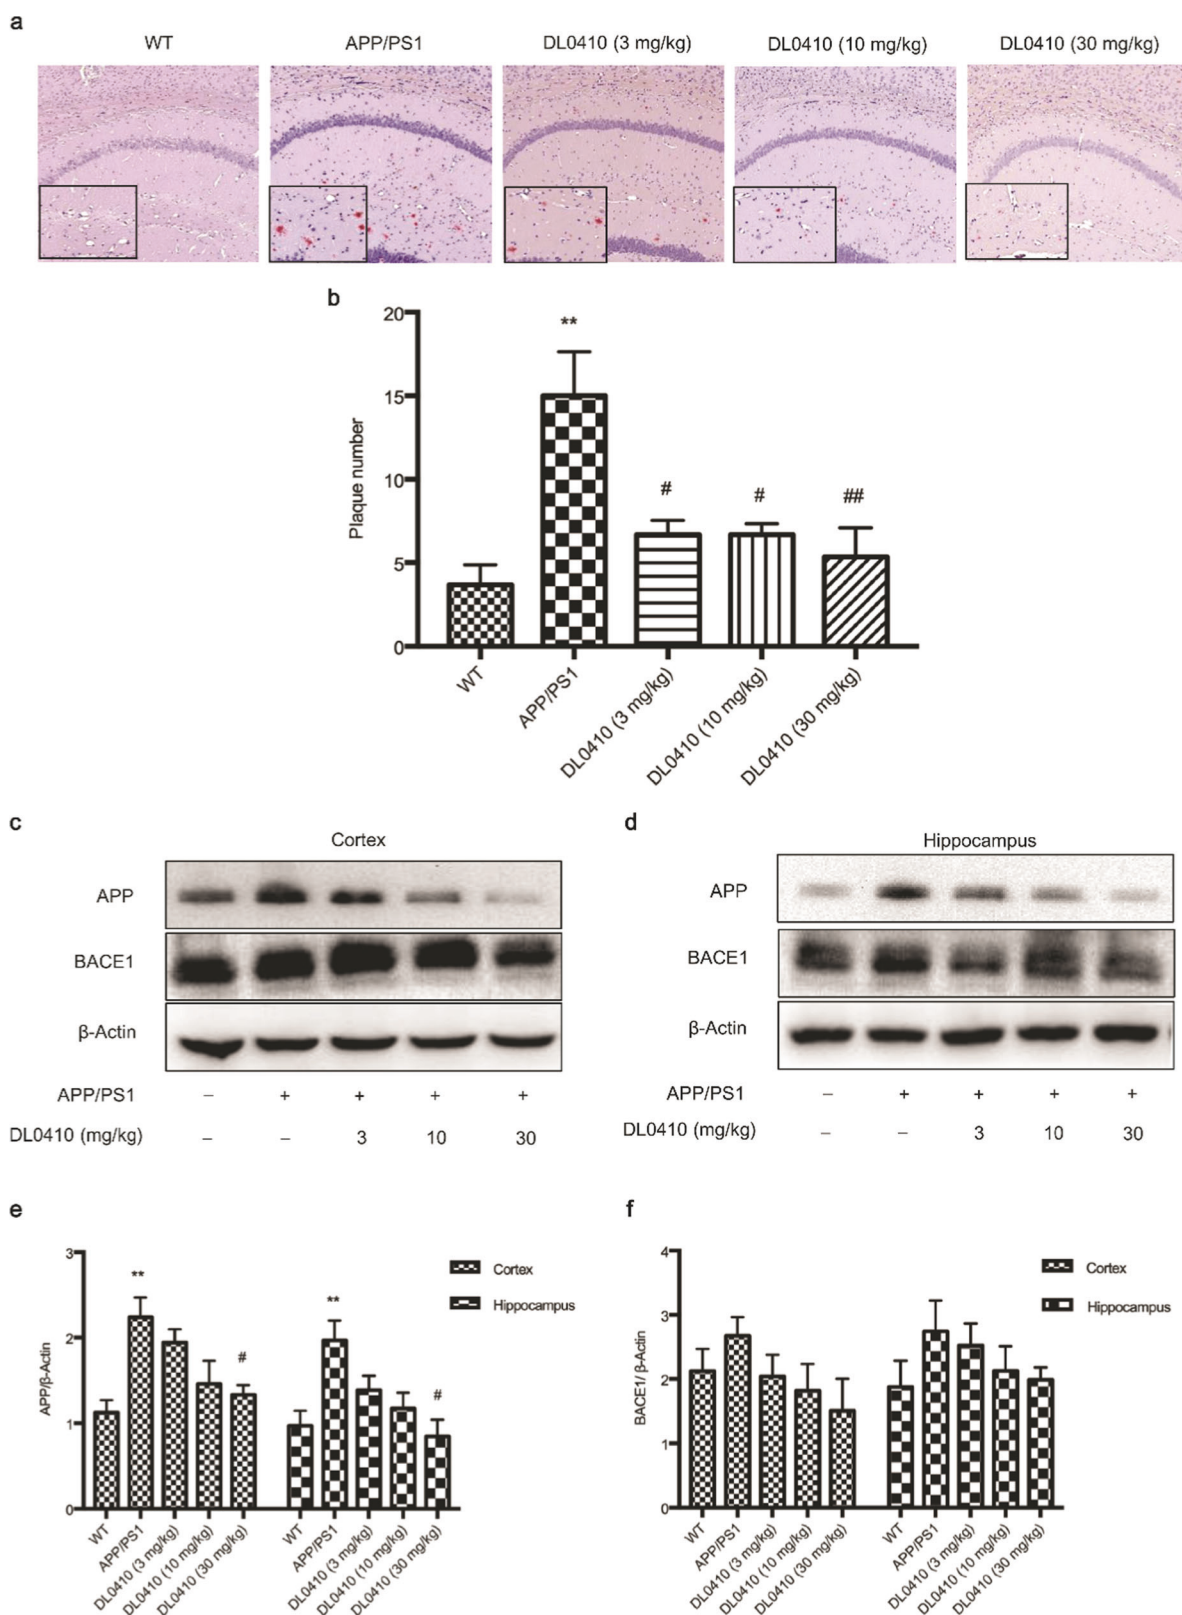 a
WT APP/PS1 DL0410 (3 mg/kg) DL0410 (10 mg/kg) DL0410 (30 mg/kg)
b
20
15
10
5
0
Plaque number
**
#
#
##
WT
APP/PS1
DL0410 (3 mg/kg)
DL0410 (10 mg/kg)
DL0410 (30 mg/kg)
c
Cortex
APP
BACE1
β-Actin
APP/PS1 – + + + +
DL0410 (mg/kg) – – 3 10 30
d
Hippocampus
APP
BACE1
β-Actin
APP/PS1 – + + + +
DL0410 (mg/kg) – – 3 10 30
e
3
2
1
0
APP/β-Actin
**
#
**
#
Cortex
Hippocampus
WT
APP/PS1
DL0410 (3 mg/kg)
DL0410 (10 mg/kg)
DL0410 (30 mg/kg)
WT
APP/PS1
DL0410 (3 mg/kg)
DL0410 (10 mg/kg)
DL0410 (30 mg/kg)
f
4
3
2
1
0
BACE1/ β-Actin
Cortex
Hippocampus
WT
APP/PS1
DL0410 (3 mg/kg)
DL0410 (10 mg/kg)
DL0410 (30 mg/kg)
WT
APP/PS1
DL0410 (3 mg/kg)
DL0410 (10 mg/kg)
DL0410 (30 mg/kg)